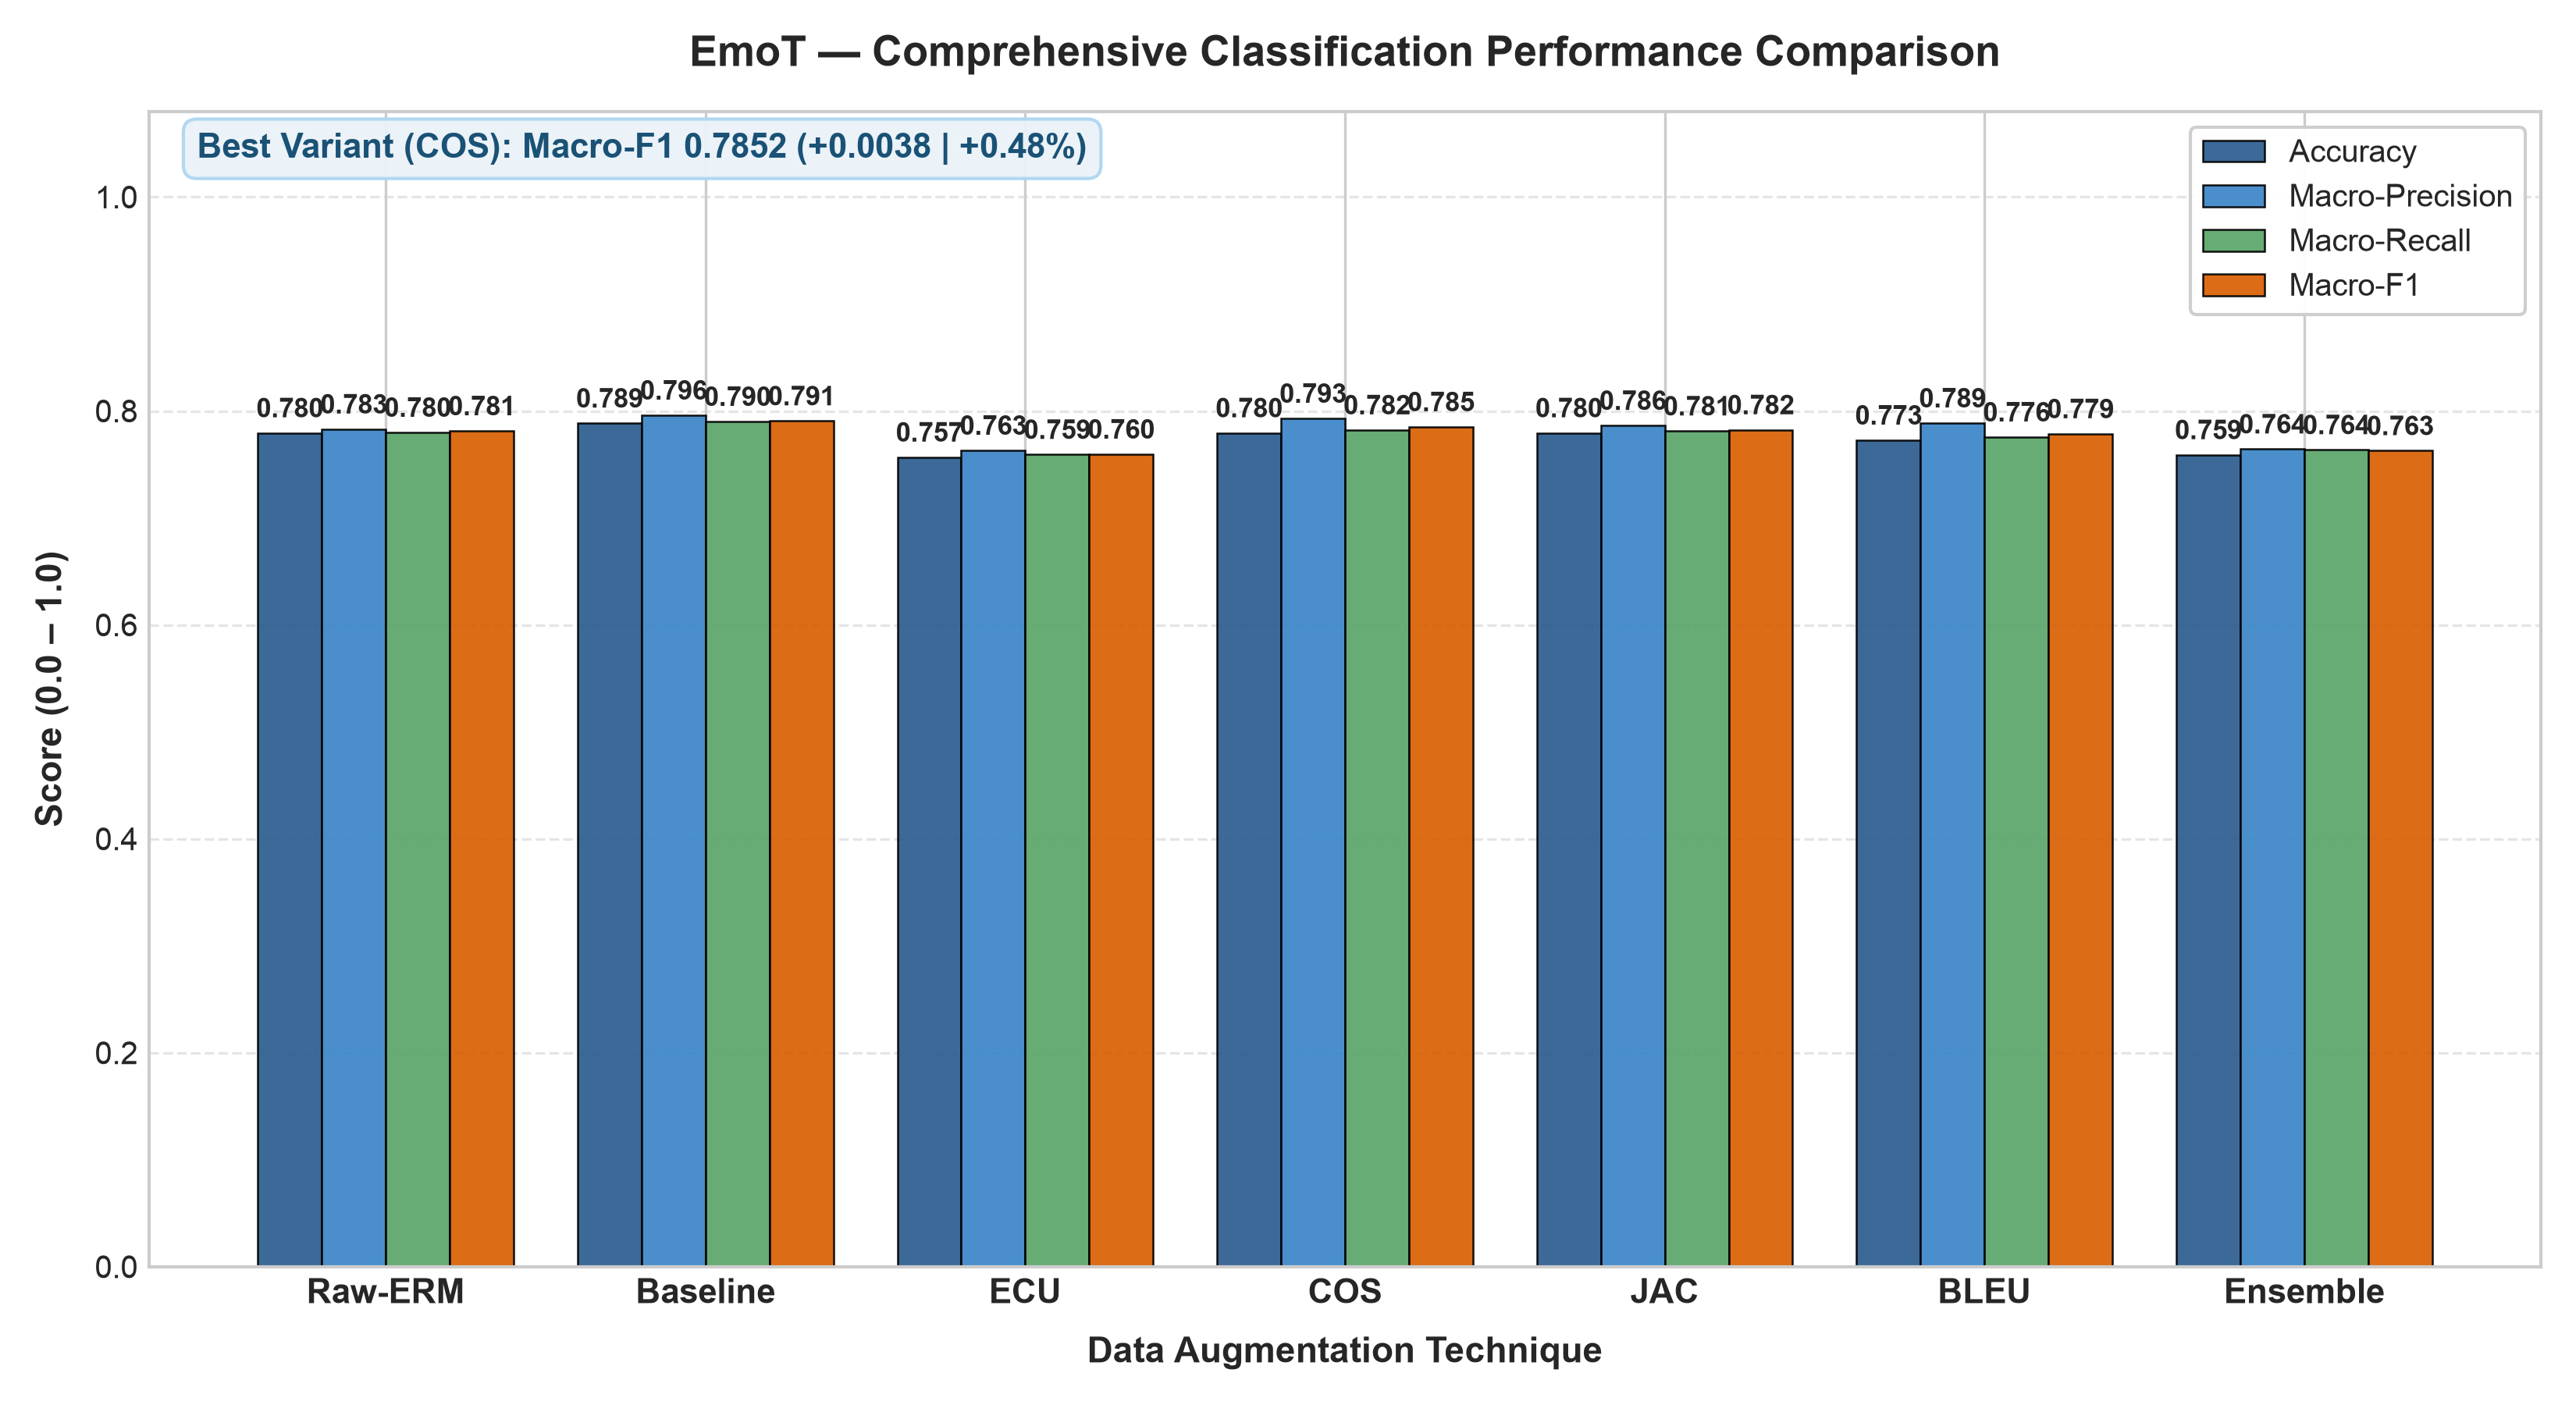 EmoT — Comprehensive Classification Performance Comparison
Best Variant (COS): Macro-F1 0.7852 (+0.0038 | +0.48%)
Accuracy
Macro-Precision
Macro-Recall
Macro-F1
Score (0.0 – 1.0)
1.0
0.8
0.6
0.4
0.2
0.0
0.780 0.783 0.780 0.781
0.789 0.796 0.790 0.791
0.757 0.763 0.759 0.760
0.780 0.793 0.782 0.785
0.780 0.786 0.781 0.782
0.773 0.789 0.776 0.779
0.759 0.764 0.764 0.763
Raw-ERM Baseline ECU COS JAC BLEU Ensemble
Data Augmentation Technique